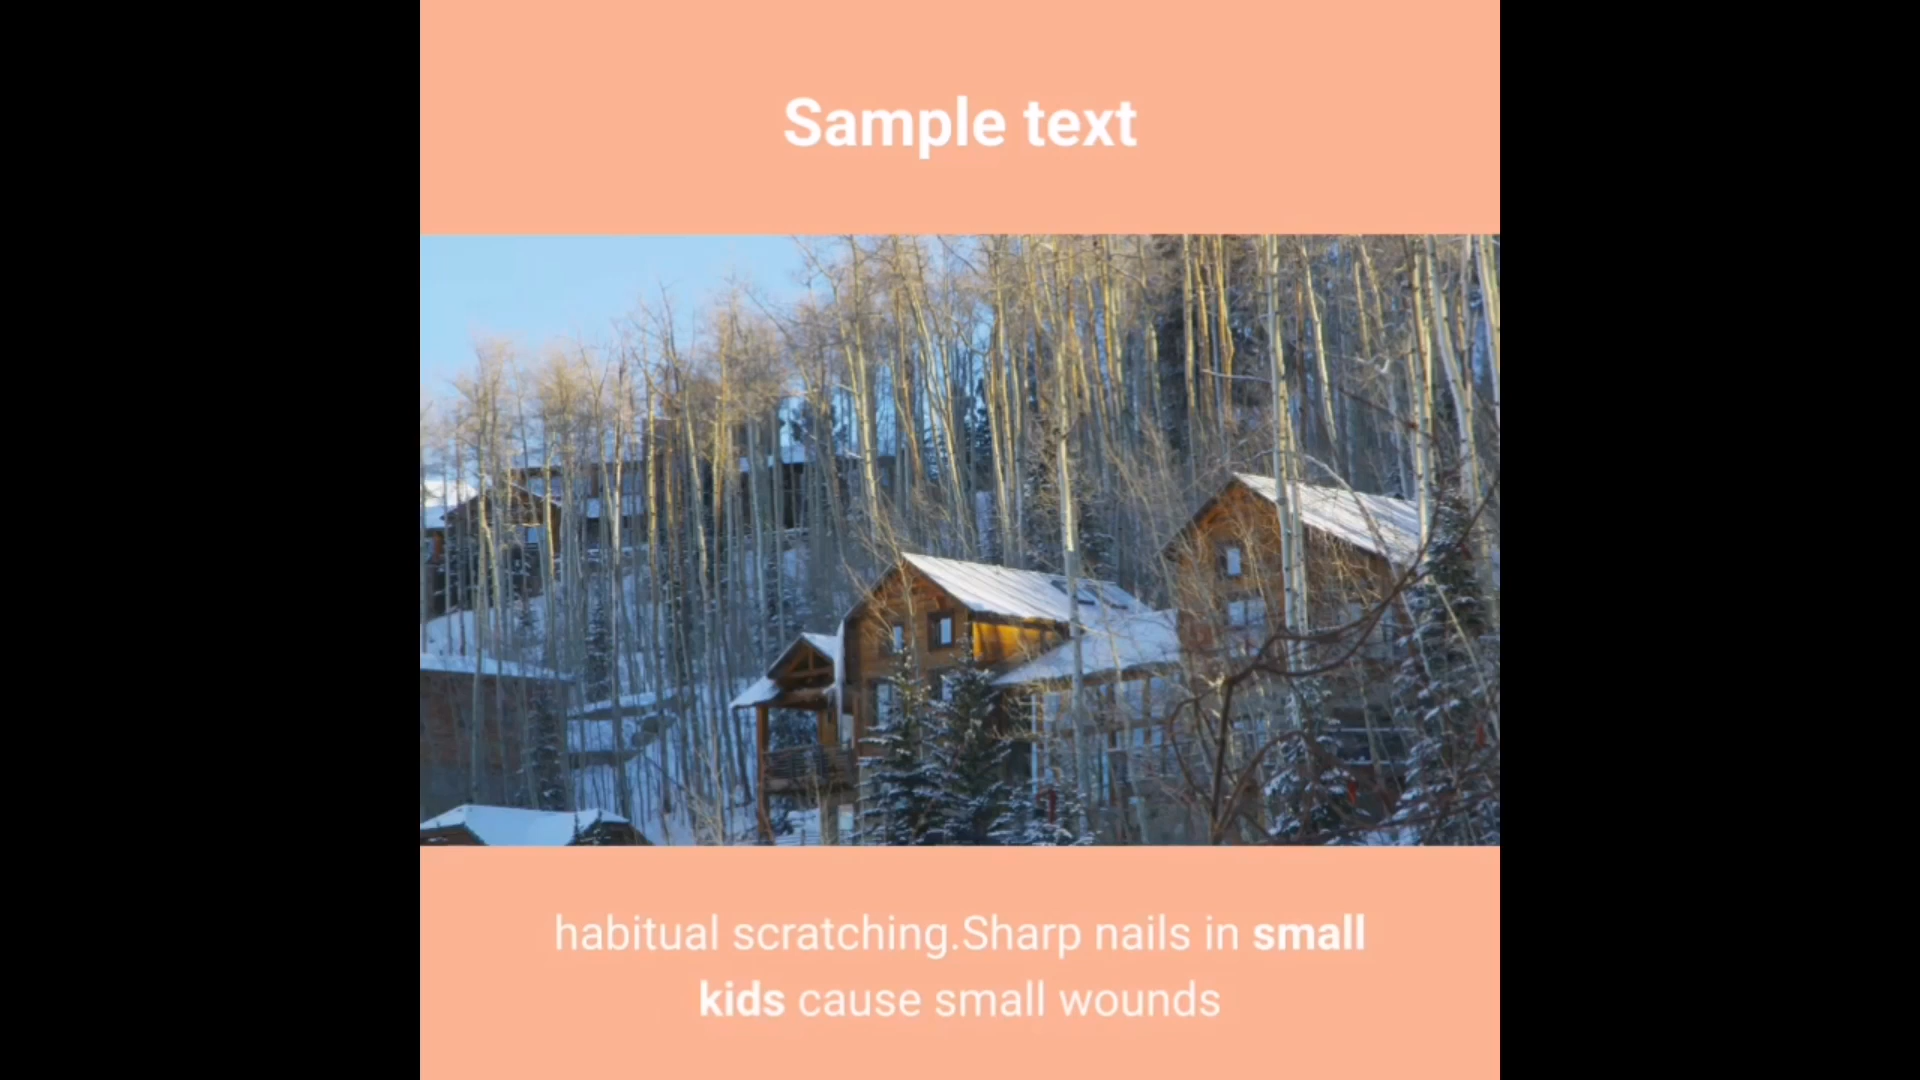 Sample text
habitual scratching.Sharp nails in small
kids cause small wounds